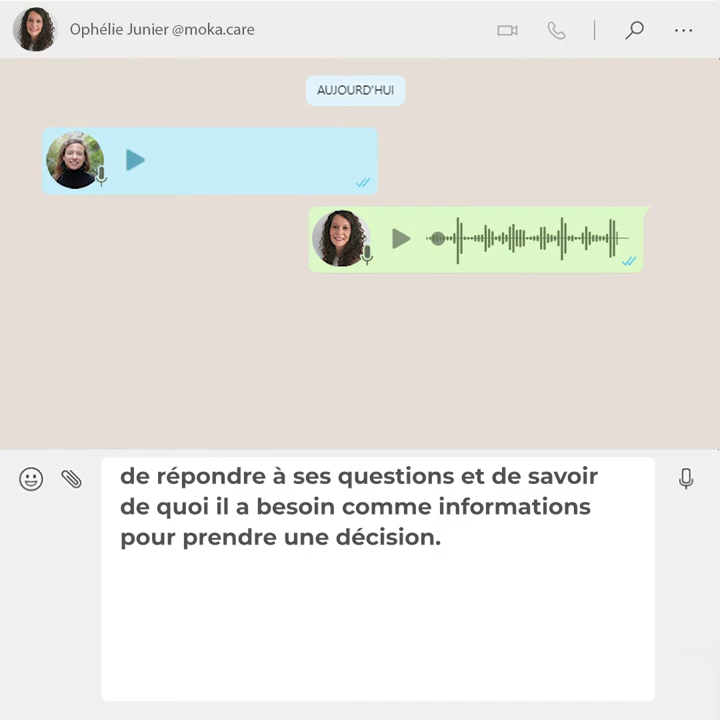 Ophélie Junier @moka.care
AUJOURD'HUI
de répondre à ses questions et de savoir
de quoi il a besoin comme informations
pour prendre une décision.